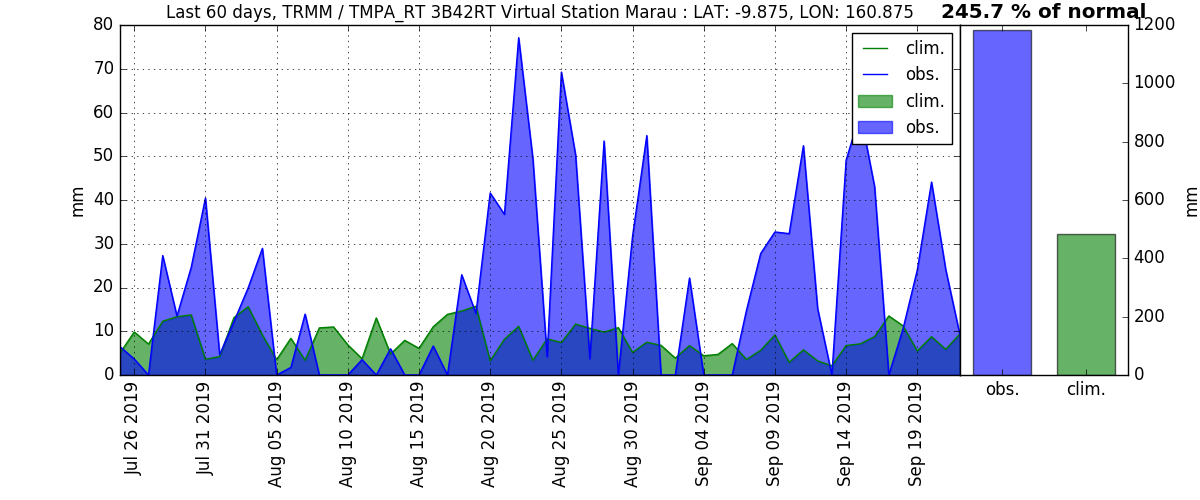 Last 60 days, TRMM / TMPA_RT 3B42RT Virtual Station Marau : LAT: -9.875, LON: 160.875
245.7 % of normal
80
70
60
50
40
30
20
10
0
mm
clim.
obs.
clim.
obs.
1200
1000
800
600
400
200
0
mm
Jul 26 2019
Jul 31 2019
Aug 05 2019
Aug 10 2019
Aug 15 2019
Aug 20 2019
Aug 25 2019
Aug 30 2019
Sep 04 2019
Sep 09 2019
Sep 14 2019
Sep 19 2019
obs.
clim.